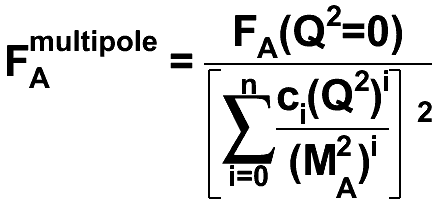 F_A^multipole = F_A(Q^2=0) / [ ∑_{i=0}^{n} c_i(Q^2)^i / (M_A^2)^i ]^2